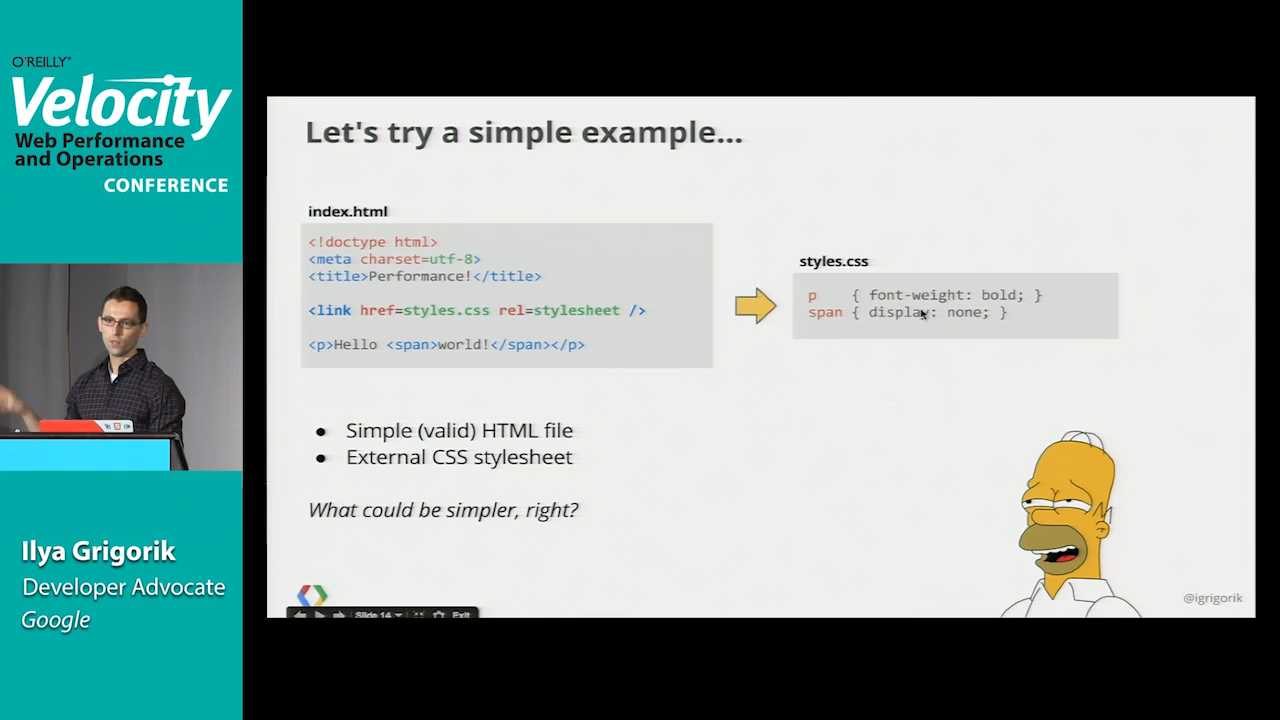 O'REILLY®
Velocity
Web Performance
and Operations
CONFERENCE
Ilya Grigorik
Developer Advocate
Google
Let's try a simple example...
index.html
<!doctype html>
<meta charset=utf-8>
<title>Performance!</title>
<link href=styles.css rel=stylesheet />
<p>Hello <span>world!</span></p>
styles.css
p { font-weight: bold; }
span { display: none; }
● Simple (valid) HTML file
● External CSS stylesheet
What could be simpler, right?
@igrigorik
Slide 14
Exit